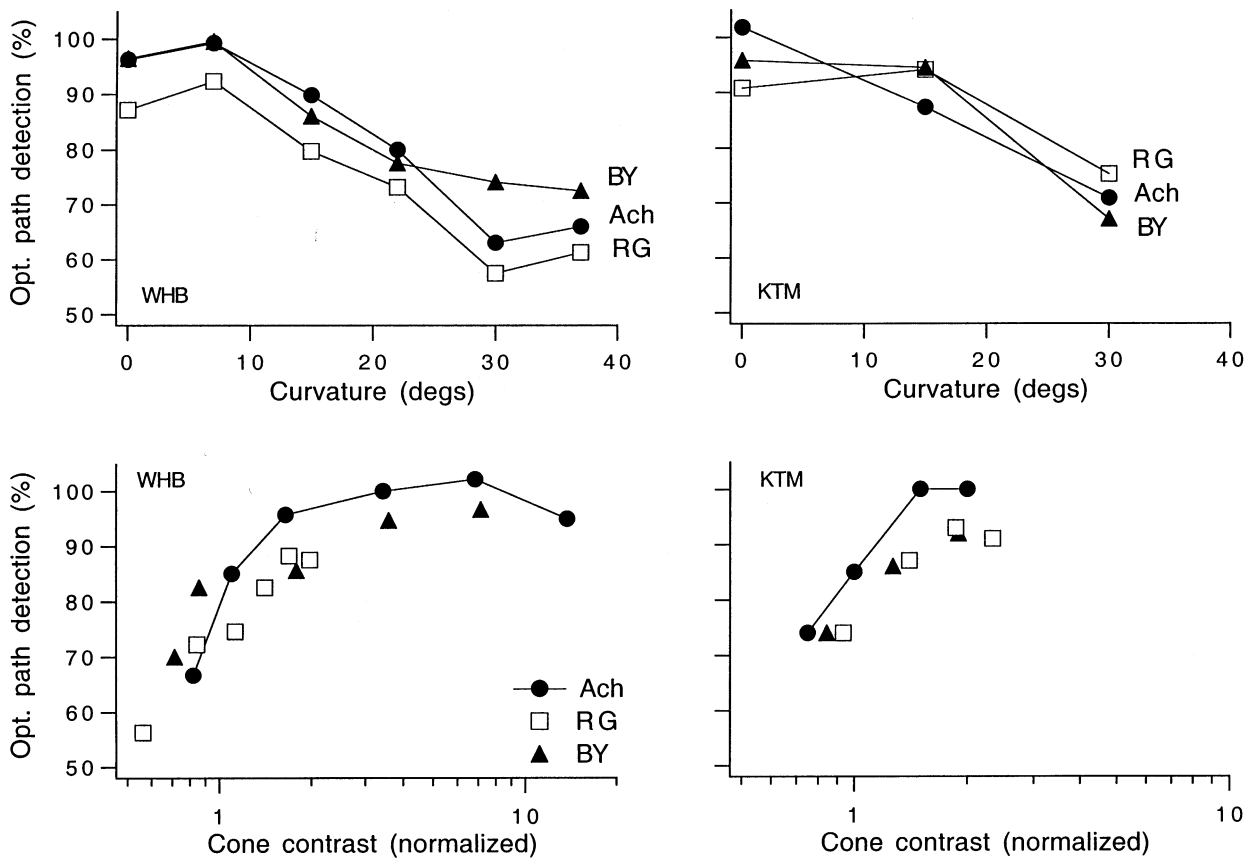 Opt. path detection (%)
100
90
80
70
60
50
WHB
BY
Ach
RG
0 10 20 30 40
Curvature (degs)
KTM
RG
Ach
BY
0 10 20 30 40
Curvature (degs)
Opt. path detection (%)
100
90
80
70
60
50
WHB
Ach
RG
BY
1 10
Cone contrast (normalized)
KTM
1 10
Cone contrast (normalized)